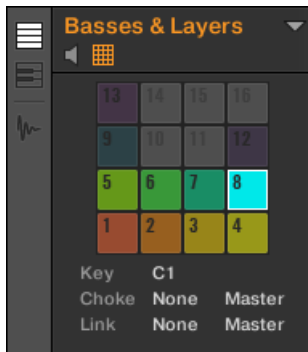 Basses & Layers
13 14 15 16
9 10 11 12
5 6 7 8
1 2 3 4
Key C1
Choke None Master
Link None Master